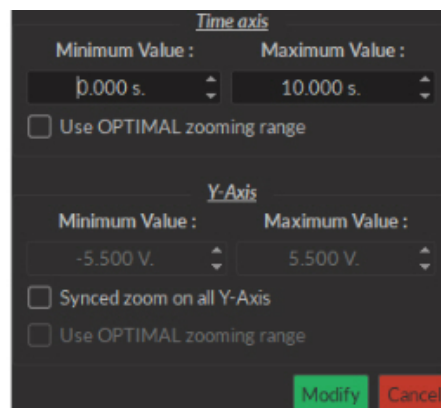 Time axis
Minimum Value : Maximum Value :
0.000 s. 10.000 s.
Use OPTIMAL zooming range
Y-Axis
Minimum Value : Maximum Value :
-5.500 V. 5.500 V.
Synced zoom on all Y-Axis
Use OPTIMAL zooming range
Modify Cancel